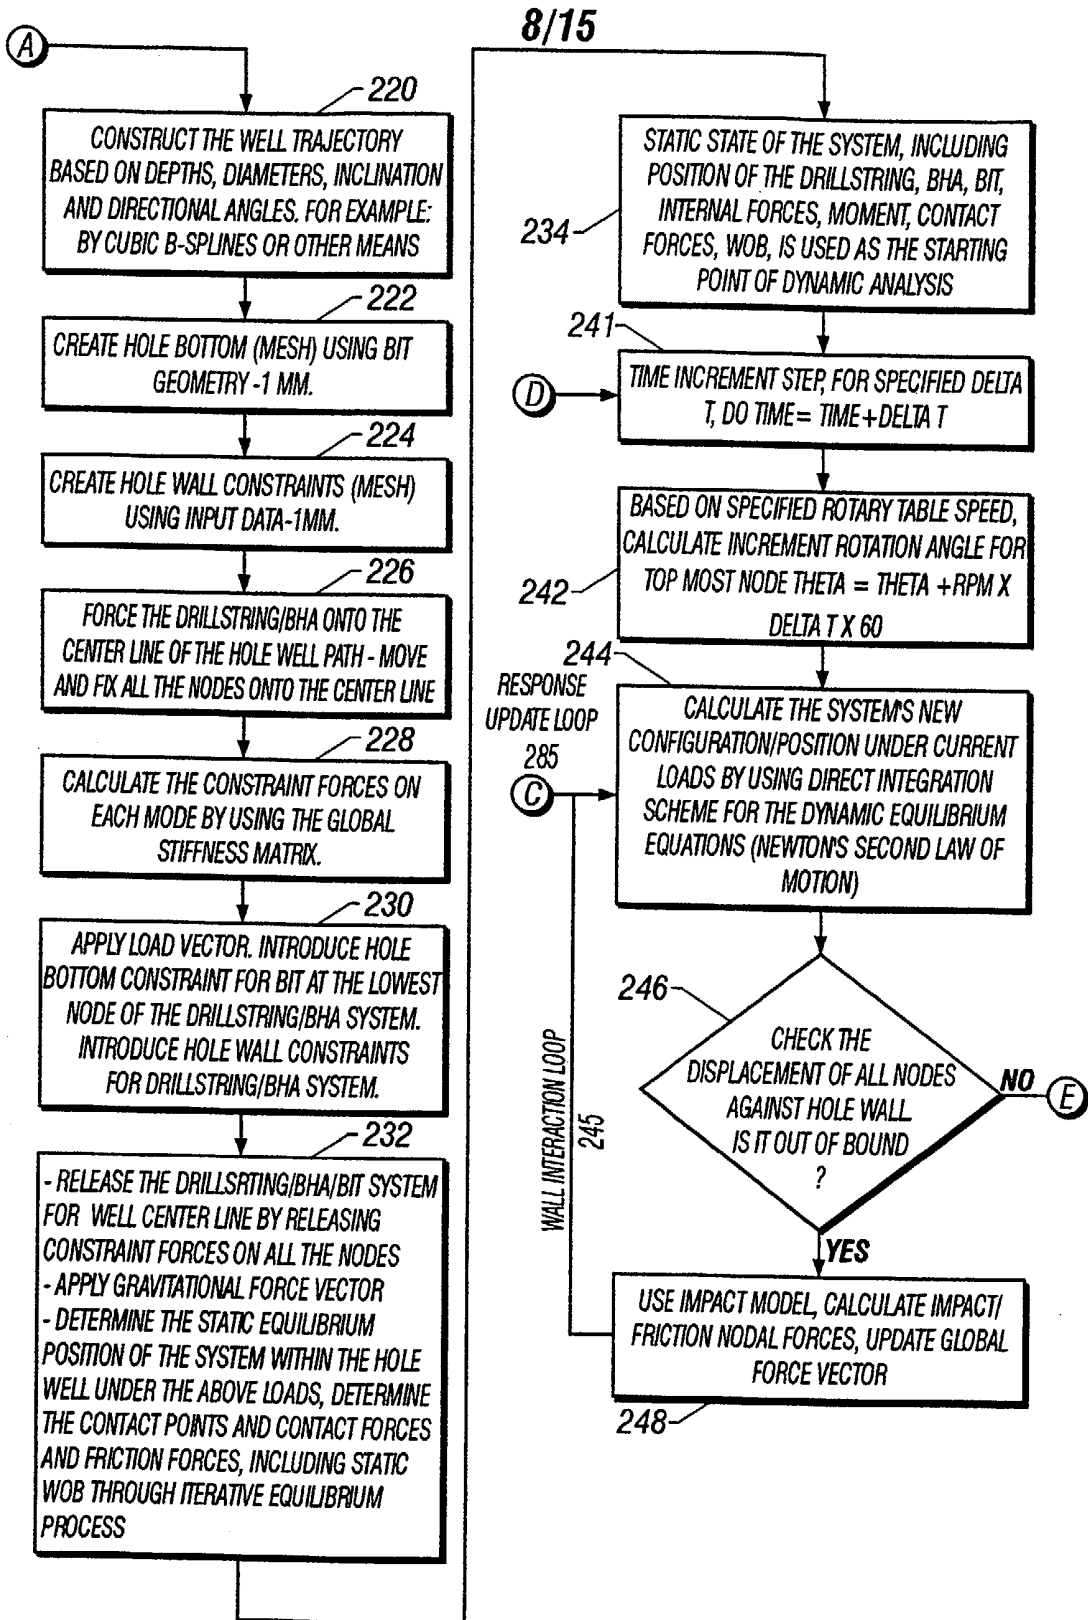 8/15
A
220
CONSTRUCT THE WELL TRAJECTORY
BASED ON DEPTHS, DIAMETERS, INCLINATION
AND DIRECTIONAL ANGLES. FOR EXAMPLE:
BY CUBIC B-SPLINES OR OTHER MEANS
222
CREATE HOLE BOTTOM (MESH) USING BIT
GEOMETRY -1 MM.
224
CREATE HOLE WALL CONSTRAINTS (MESH)
USING INPUT DATA-1MM.
226
FORCE THE DRILLSTRING/BHA ONTO THE
CENTER LINE OF THE HOLE WELL PATH - MOVE
AND FIX ALL THE NODES ONTO THE CENTER LINE
228
CALCULATE THE CONSTRAINT FORCES ON
EACH MODE BY USING THE GLOBAL
STIFFNESS MATRIX.
230
APPLY LOAD VECTOR. INTRODUCE HOLE
BOTTOM CONSTRAINT FOR BIT AT THE LOWEST
NODE OF THE DRILLSTRING/BHA SYSTEM.
INTRODUCE HOLE WALL CONSTRAINTS
FOR DRILLSTRING/BHA SYSTEM.
232
- RELEASE THE DRILLSRTING/BHA/BIT SYSTEM
FOR WELL CENTER LINE BY RELEASING
CONSTRAINT FORCES ON ALL THE NODES
- APPLY GRAVITATIONAL FORCE VECTOR
- DETERMINE THE STATIC EQUILIBRIUM
POSITION OF THE SYSTEM WITHIN THE HOLE
WELL UNDER THE ABOVE LOADS, DETERMINE
THE CONTACT POINTS AND CONTACT FORCES
AND FRICTION FORCES, INCLUDING STATIC
WOB THROUGH ITERATIVE EQUILIBRIUM
PROCESS
234
STATIC STATE OF THE SYSTEM, INCLUDING
POSITION OF THE DRILLSTRING, BHA, BIT,
INTERNAL FORCES, MOMENT, CONTACT
FORCES, WOB, IS USED AS THE STARTING
POINT OF DYNAMIC ANALYSIS
241
D
TIME INCREMENT STEP, FOR SPECIFIED DELTA
T, DO TIME= TIME+DELTA T
242
BASED ON SPECIFIED ROTARY TABLE SPEED,
CALCULATE INCREMENT ROTATION ANGLE FOR
TOP MOST NODE THETA = THETA +RPM X
DELTA T X 60
244
RESPONSE
UPDATE LOOP
285
C
CALCULATE THE SYSTEM'S NEW
CONFIGURATION/POSITION UNDER CURRENT
LOADS BY USING DIRECT INTEGRATION
SCHEME FOR THE DYNAMIC EQUILIBRIUM
EQUATIONS (NEWTON'S SECOND LAW OF
MOTION)
246
CHECK THE
DISPLACEMENT OF ALL NODES
AGAINST HOLE WALL
IS IT OUT OF BOUND
?
NO
E
YES
WALL INTERACTION LOOP
245
USE IMPACT MODEL, CALCULATE IMPACT/
FRICTION NODAL FORCES, UPDATE GLOBAL
FORCE VECTOR
248